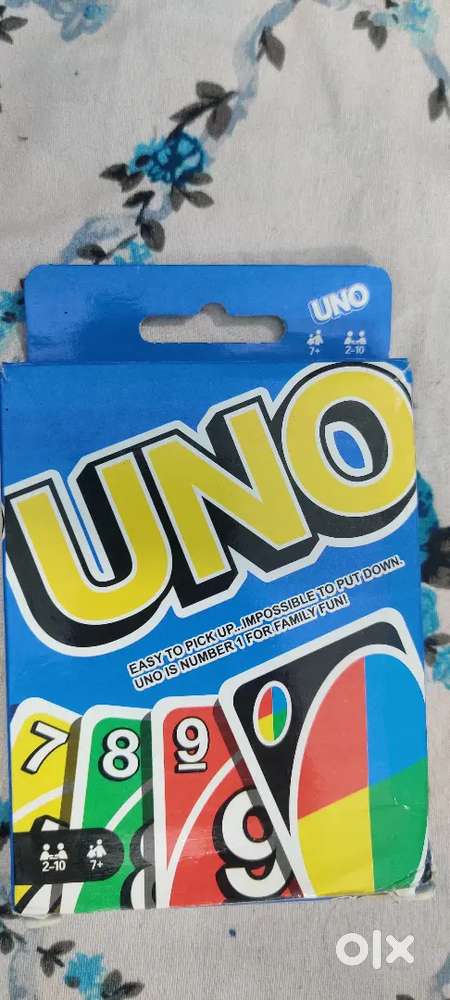 UNO
7+ 2-10
UNO
EASY TO PICK UP...IMPOSSIBLE TO PUT DOWN.
UNO IS NUMBER 1 FOR FAMILY FUN!
7 8 9
9
2-10 7+
olx